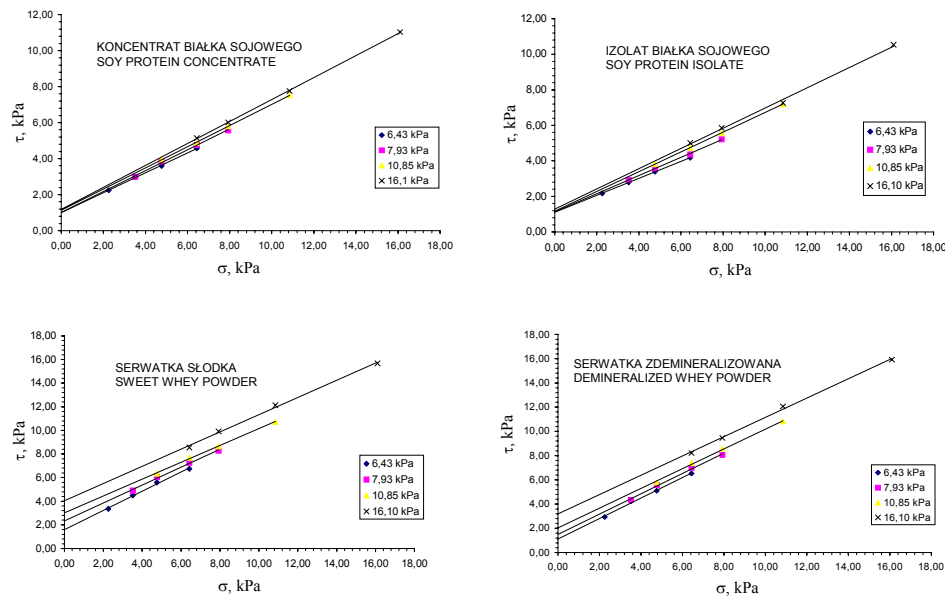 KONCENTRAT BIAŁKA SOJOWEGO
SOY PROTEIN CONCENTRATE
τ, kPa
12,00
10,00
8,00
6,00
4,00
2,00
0,00
0,00 2,00 4,00 6,00 8,00 10,00 12,00 14,00 16,00 18,00
σ, kPa
6,43 kPa
7,93 kPa
10,85 kPa
16,1 kPa
IZOLAT BIAŁKA SOJOWEGO
SOY PROTEIN ISOLATE
τ, kPa
12,00
10,00
8,00
6,00
4,00
2,00
0,00
0,00 2,00 4,00 6,00 8,00 10,00 12,00 14,00 16,00 18,00
σ, kPa
6,43 kPa
7,93 kPa
10,85 kPa
16,10 kPa
SERWATKA SŁODKA
SWEET WHEY POWDER
τ, kPa
18,00
16,00
14,00
12,00
10,00
8,00
6,00
4,00
2,00
0,00
0,00 2,00 4,00 6,00 8,00 10,00 12,00 14,00 16,00 18,00
σ, kPa
6,43 kPa
7,93 kPa
10,85 kPa
16,10 kPa
SERWATKA ZDEMINERALIZOWANA
DEMINERALIZED WHEY POWDER
τ, kPa
18,00
16,00
14,00
12,00
10,00
8,00
6,00
4,00
2,00
0,00
0,00 2,00 4,00 6,00 8,00 10,00 12,00 14,00 16,00 18,00
σ, kPa
6,43 kPa
7,93 kPa
10,85 kPa
16,10 kPa